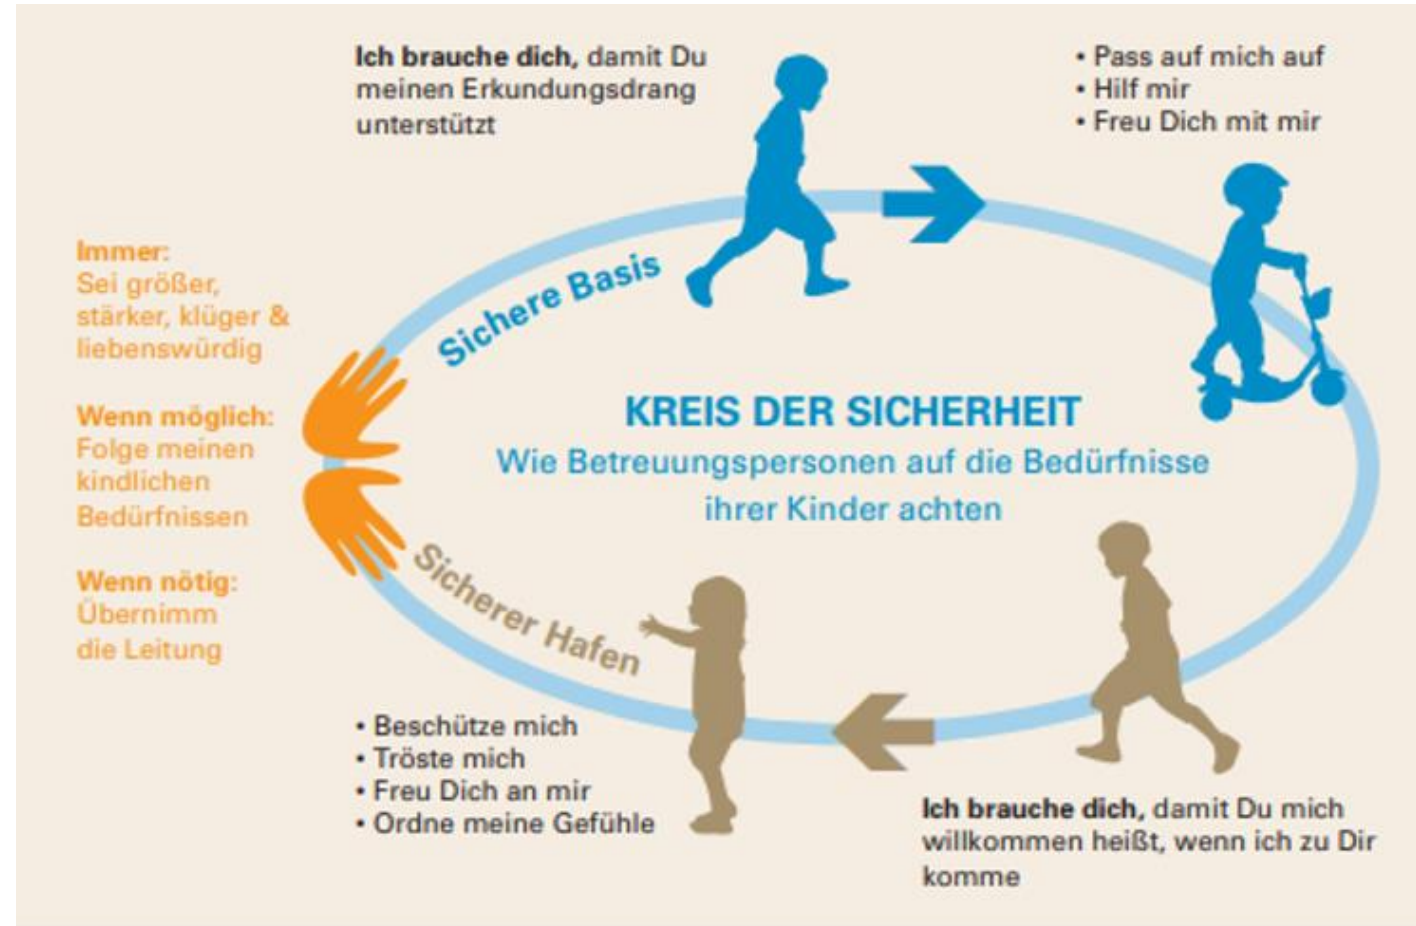 Ich brauche dich, damit Du
meinen Erkundungsdrang
unterstützt
• Pass auf mich auf
• Hilf mir
• Freu Dich mit mir
Immer:
Sei größer,
stärker, klüger &
liebenswürdig
Wenn möglich:
Folge meinen
kindlichen
Bedürfnissen
Wenn nötig:
Übernimm
die Leitung
Sichere Basis
KREIS DER SICHERHEIT
Wie Betreuungspersonen auf die Bedürfnisse
ihrer Kinder achten
Sicherer Hafen
• Beschütze mich
• Tröste mich
• Freu Dich an mir
• Ordne meine Gefühle
Ich brauche dich, damit Du mich
willkommen heißt, wenn ich zu Dir
komme